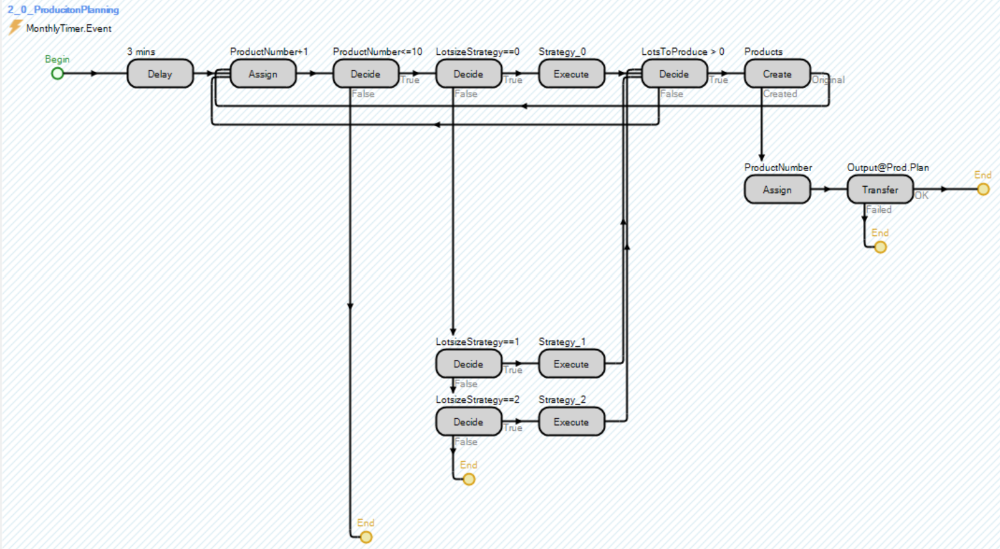 2_0_ProducitonPlanning
MonthlyTimer.Event
3 mins
ProductNumber+1
ProductNumber<=10
LotsizeStrategy==0
Strategy_0
LotsToProduce > 0
Products
Begin
Delay
Assign
Decide
True
Decide
True
Execute
Decide
True
Create
Original
False
False
False
Created
ProductNumber
Output@Prod.Plan
End
Assign
Transfer
OK
Failed
End
LotsizeStrategy==1
Strategy_1
Decide
True
Execute
False
LotsizeStrategy==2
Strategy_2
Decide
True
Execute
False
End
End